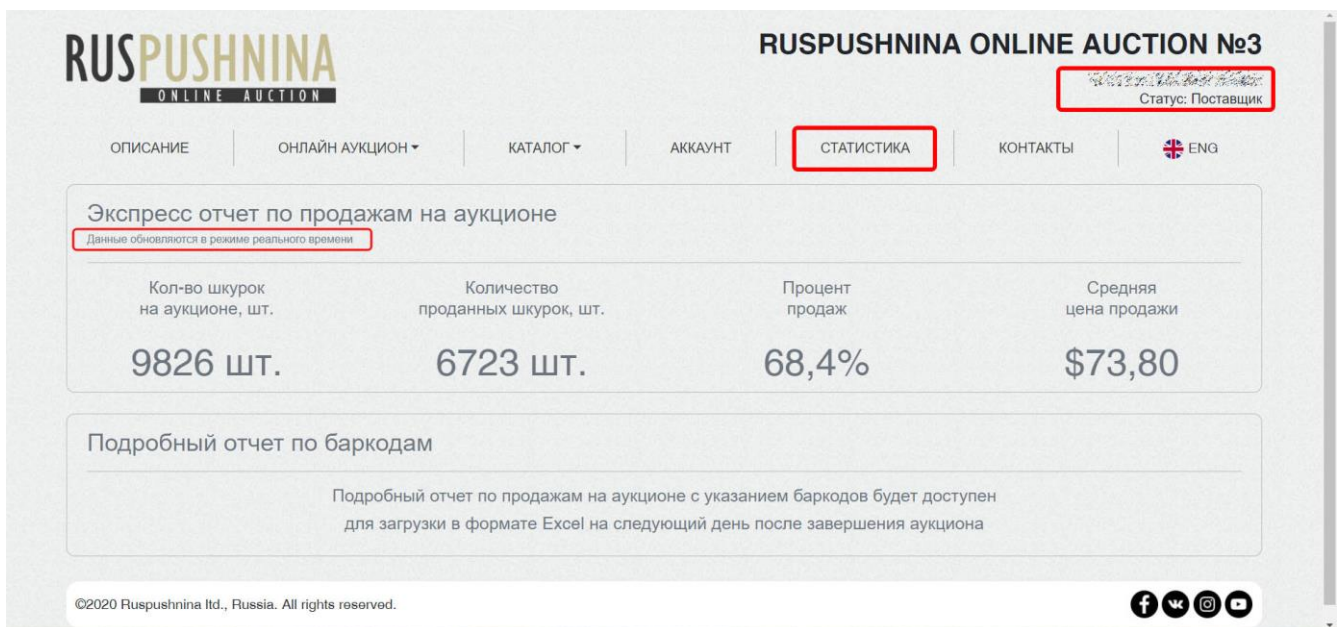 RUSPUSHNINA
ONLINE AUCTION
RUSPUSHNINA ONLINE AUCTION №3
Статус: Поставщик
ОПИСАНИЕ
ОНЛАЙН АУКЦИОН
КАТАЛОГ
АККАУНТ
СТАТИСТИКА
КОНТАКТЫ
ENG
Экспресс отчет по продажам на аукционе
Данные обновляются в режиме реального времени
Кол-во шкурок
на аукционе, шт.
9826 шт.
Количество
проданных шкурок, шт.
6723 шт.
Процент
продаж
68,4%
Средняя
цена продажи
$73,80
Подробный отчет по баркодам
Подробный отчет по продажам на аукционе с указанием баркодов будет доступен
для загрузки в формате Excel на следующий день после завершения аукциона
©2020 Ruspushnina ltd., Russia. All rights reserved.